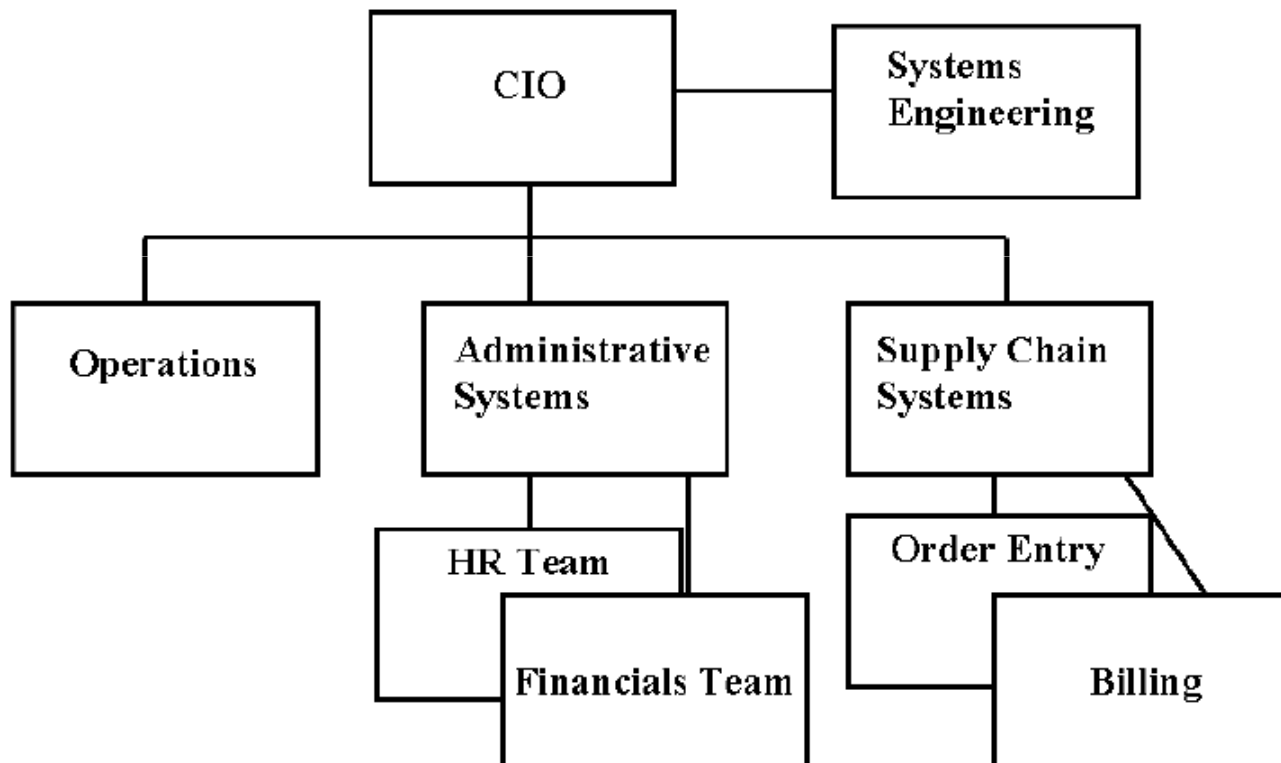 CIO
Systems
Engineering
Operations
Administrative
Systems
Supply Chain
Systems
HR Team
Financials Team
Order Entry
Billing